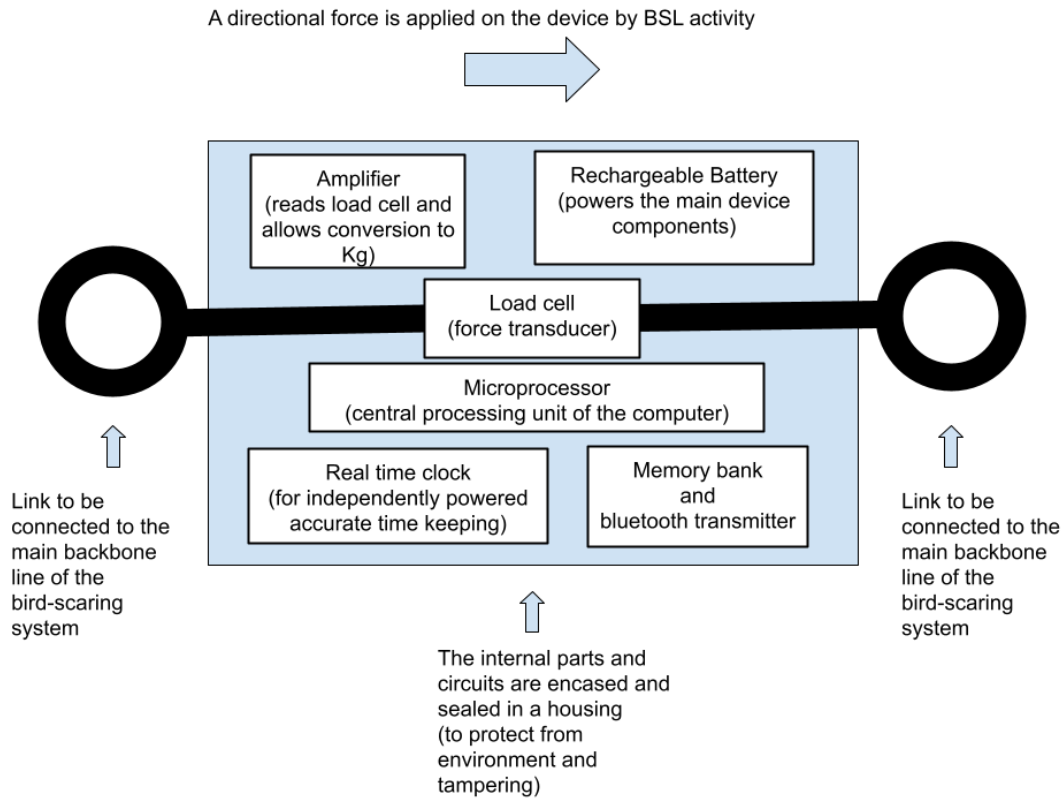 A directional force is applied on the device by BSL activity
Amplifier
(reads load cell and
allows conversion to
Kg)
Rechargeable Battery
(powers the main device
components)
Load cell
(force transducer)
Microprocessor
(central processing unit of the computer)
Real time clock
(for independently powered
accurate time keeping)
Memory bank
and
bluetooth transmitter
Link to be
connected to the
main backbone
line of the
bird-scaring
system
Link to be
connected to the
main backbone
line of the
bird-scaring
system
The internal parts and
circuits are encased and
sealed in a housing
(to protect from
environment and
tampering)